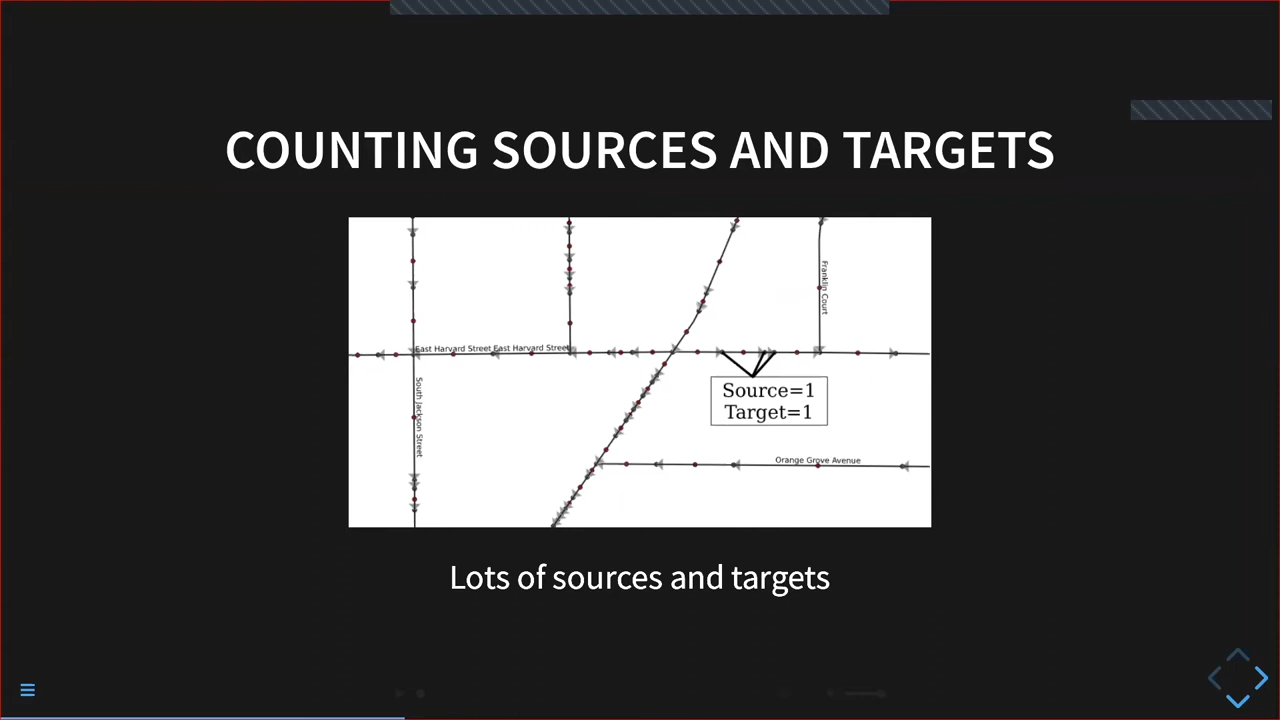 COUNTING SOURCES AND TARGETS
Franklin Court
East Harvard Street East Harvard Street
South Jackson Street
Source=1
Target=1
Orange Grove Avenue
Lots of sources and targets